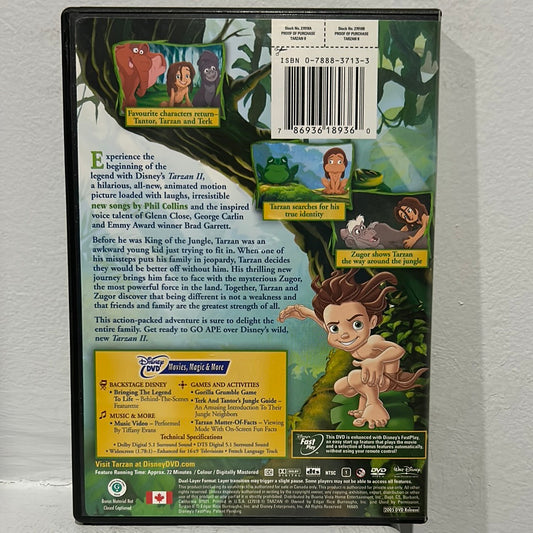 Stock No. 
PROOF OF PURCHASE
TARZAN II
Stock No. 
PROOF OF PURCHASE
TARZAN II
ISBN 0-7888-3713-3
7 86936 18936 0
Favourite characters return–
Tantor, Tarzan and Terk
Experience the
beginning of the
legend with Disney's Tarzan II,
a hilarious, all-new, animated motion
picture loaded with laughs, irresistible
new songs by Phil Collins and the inspired
voice talent of Glenn Close, George Carlin
and Emmy Award winner Brad Garrett.
Tarzan searches for his
true identity
Zugor shows Tarzan
the way around the jungle
Before he was King of the Jungle, Tarzan was an
awkward young kid just trying to fit in. When one of
his missteps puts his family in jeopardy, Tarzan decides
they would be better off without him. His thrilling new
journey brings him face to face with the mysterious Zugor,
the most powerful force in the land. Together, Tarzan and
Zugor discover that being different is not a weakness and
that friends and family are the greatest strength of all.
This action-packed adventure is sure to delight the
entire family. Get ready to GO APE over Disney's wild,
new Tarzan II.
Disney DVD Movies, Magic & More
BACKSTAGE DISNEY
• Bringing The Legend
To Life – Behind-The-Scenes
Featurette
MUSIC & MORE
• Music Video – Performed
By Tiffany Evans
GAMES AND ACTIVITIES
• Gorilla Grumble Game
• Terk And Tantor's Jungle Guide –
An Amusing Introduction To Their
Jungle Neighbors
• Tarzan Matter-Of-Facts – Viewing
Mode With On-Screen Fun Facts
Technical Specifications
• Dolby Digital 5.1 Surround Sound • DTS Digital 5.1 Surround Sound
• Widescreen (1.78:1) – Enhanced for 16x9 Televisions • French Language Track
Disney's Fast Play
This DVD is enhanced with Disney's FastPlay,
an easy start up feature that plays the movie
and a selection of bonus features automatically,
without using your remote control!
Visit Tarzan at DisneyDVD.com
Feature Running Time: Approx. 72 Minutes / Colour / Digitally Mastered
NTSC
1
DVD
Walt Disney
Bonus Material Not
Closed Captioned
Dual-Layer Format. Layer transition may trigger a slight pause. Some players may not be able to access all features.
2005 DVD Release